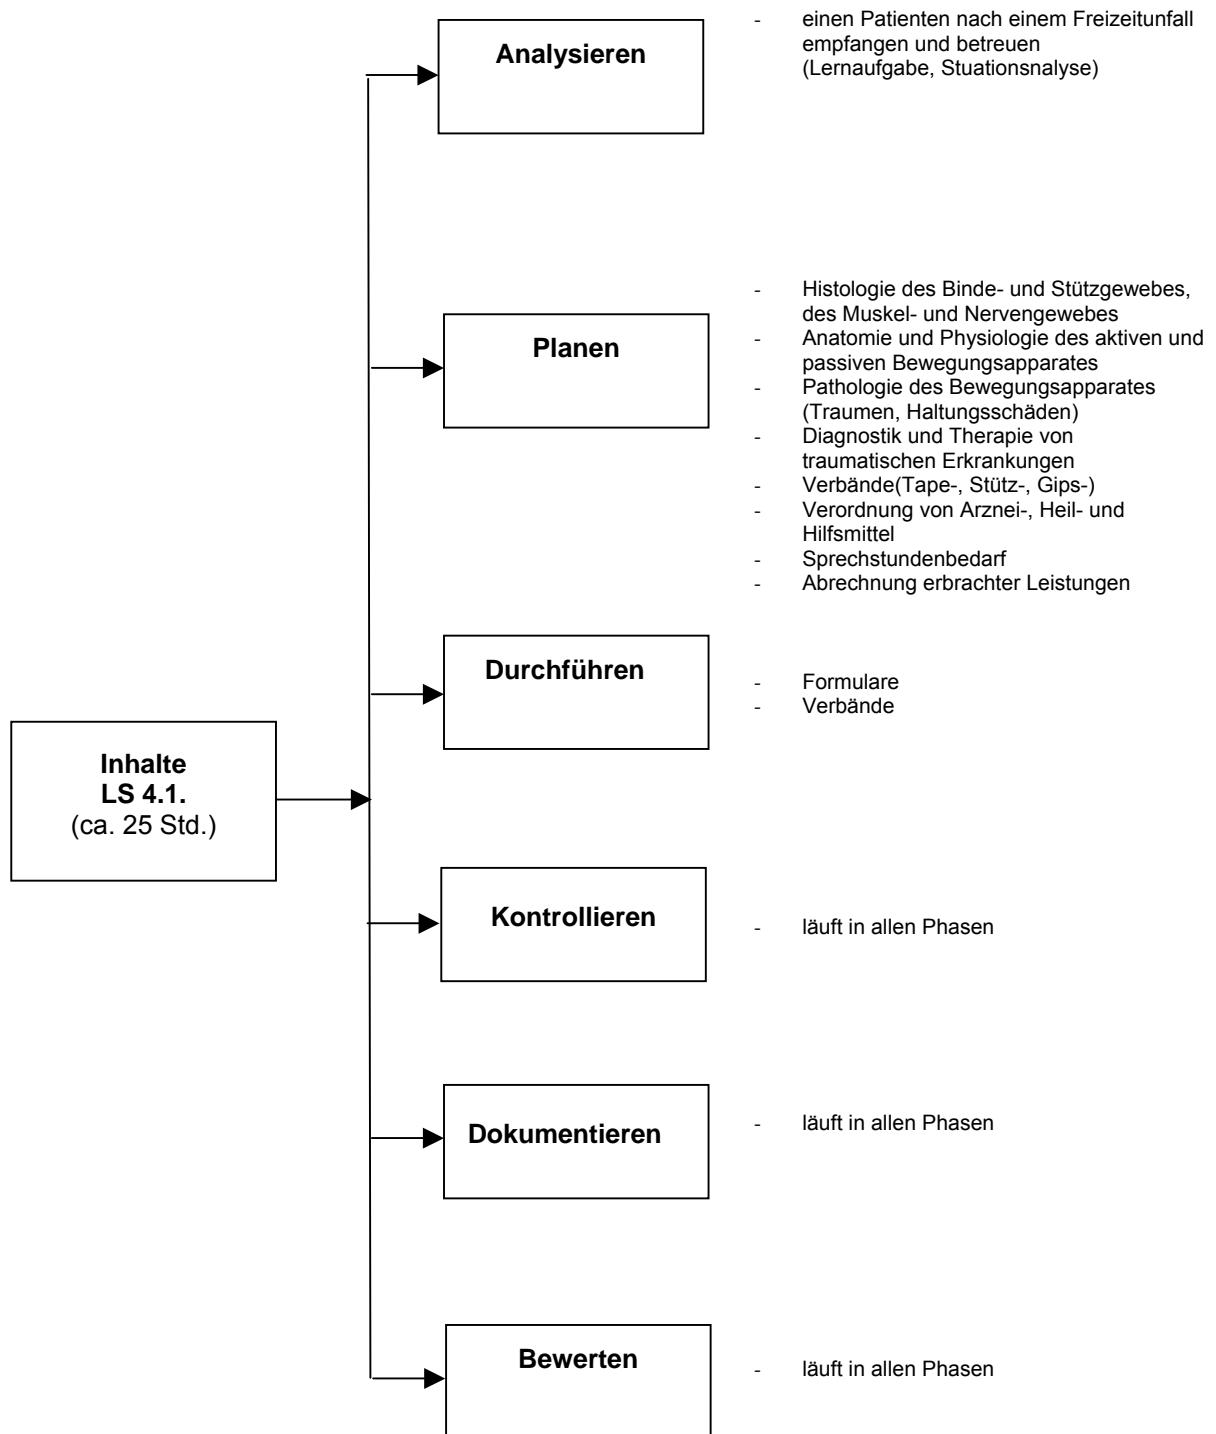 Analysieren
- einen Patienten nach einem Freizeitunfall
empfangen und betreuen
(Lernaufgabe, Stuationsnalyse)
Planen
- Histologie des Binde- und Stützgewebes,
des Muskel- und Nervengewebes
- Anatomie und Physiologie des aktiven und
passiven Bewegungsapparates
- Pathologie des Bewegungsapparates
(Traumen, Haltungsschäden)
- Diagnostik und Therapie von
traumatischen Erkrankungen
- Verbände(Tape-, Stütz-, Gips-)
- Verordnung von Arznei-, Heil- und
Hilfsmittel
- Sprechstundenbedarf
- Abrechnung erbrachter Leistungen
Durchführen
- Formulare
- Verbände
Inhalte
LS 4.1.
(ca. 25 Std.)
Kontrollieren
- läuft in allen Phasen
Dokumentieren
- läuft in allen Phasen
Bewerten
- läuft in allen Phasen